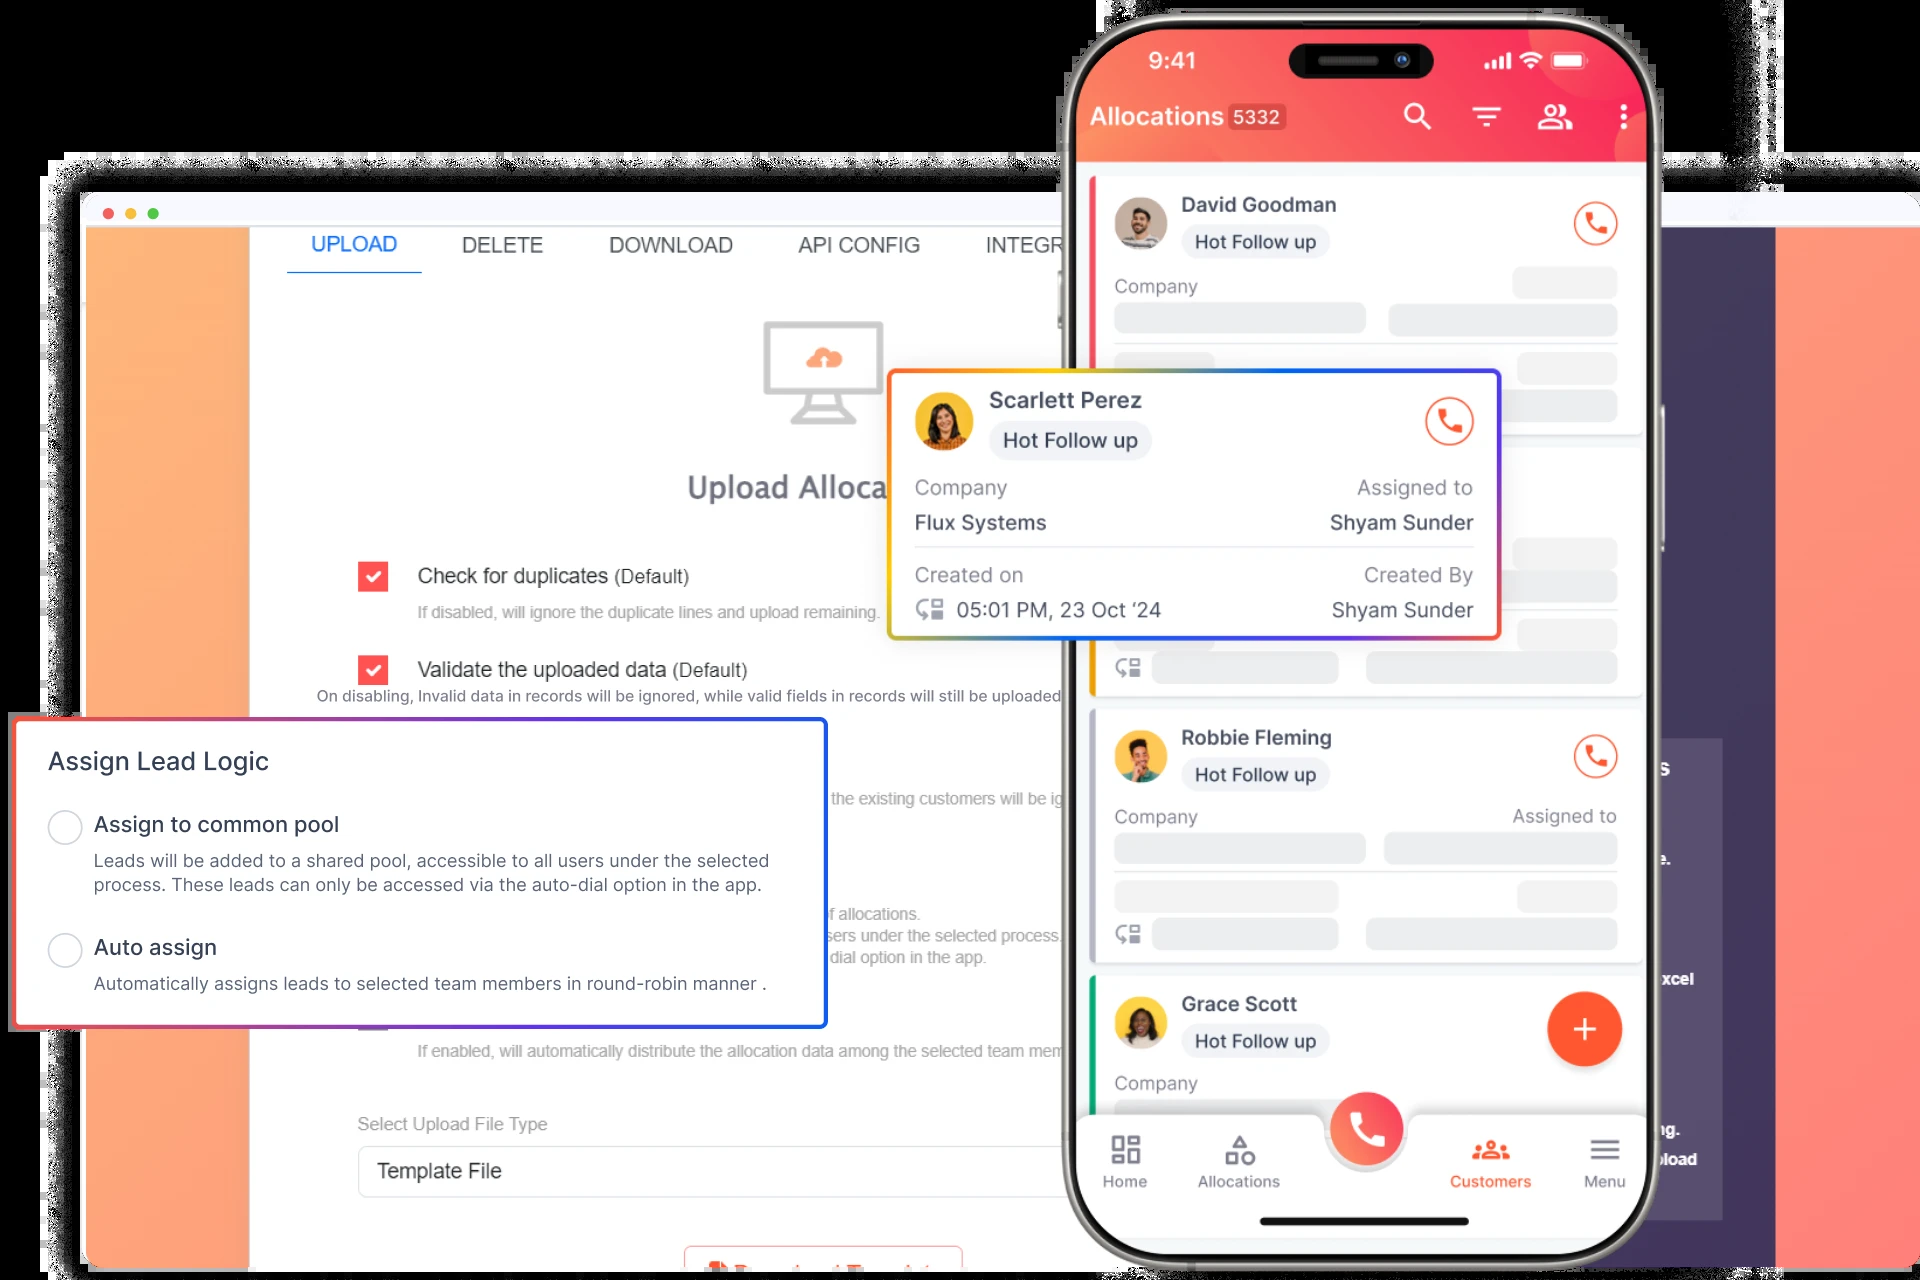 9:41
Allocations 5332
UPLOAD
DELETE
DOWNLOAD
API CONFIG
Upload
Check for duplicates (Default)
If disabled, will ignore the duplicate lines and upload remaining.
Validate the uploaded data (Default)
On disabling, Invalid data in records will be ignored, while valid fields in records will still be uploaded
the existing customers will be
Assign Lead Logic
Assign to common pool
Leads will be added to a shared pool, accessible to all users under the selected
process. These leads can only be accessed via the auto-dial option in the app.
Auto assign
Automatically assigns leads to selected team members in round-robin manner .
of allocations.
users under the selected process.
dial option in the app.
If enabled, will automatically distribute the allocation data among the selected team
Select Upload File Type
Template File
David Goodman
Hot Follow up
Company
Scarlett Perez
Hot Follow up
Company
Assigned to
Flux Systems
Shyam Sunder
Created on
Created By
05:01 PM, 23 Oct ‘24
Shyam Sunder
Robbie Fleming
Hot Follow up
Company
Assigned to
Grace Scott
Hot Follow up
Company
Home
Allocations
Customers
Menu